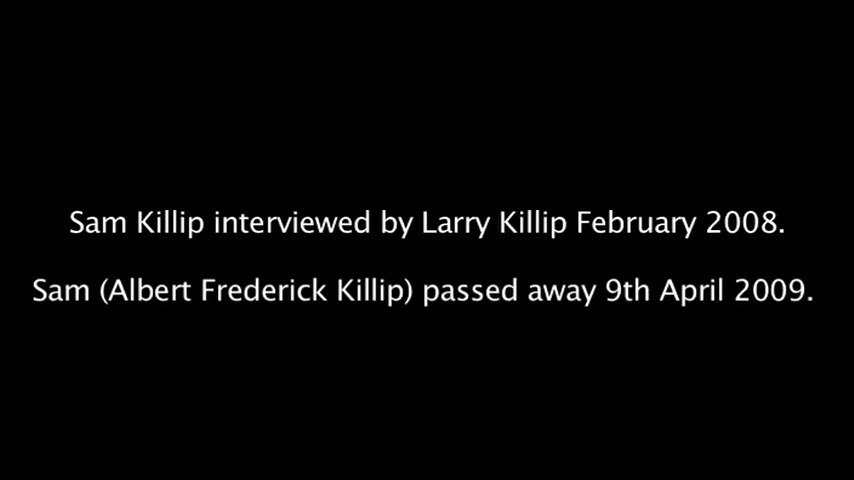 Sam Killip interviewed by Larry Killip February 2008.
Sam (Albert Frederick Killip) passed away 9th April 2009.